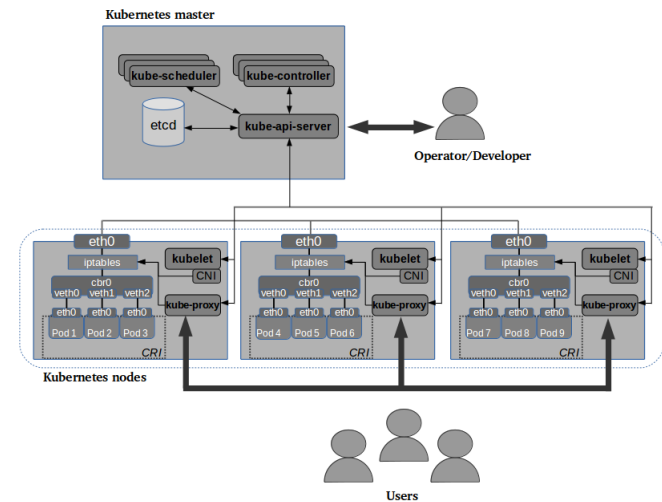 Kubernetes master
kube-scheduler kube-controller
etcd kube-api-server
Operator/Developer
eth0 eth0 eth0
iptables kubelet iptables kubelet iptables kubelet
CNI CNI CNI
cbr0 cbr0 cbr0
veth0 veth1 veth2 kube-proxy veth0 veth1 veth2 kube-proxy veth0 veth1 veth2 kube-proxy
eth0 eth0 eth0 eth0 eth0 eth0 eth0 eth0 eth0
Pod 1 Pod 2 Pod 3 Pod 4 Pod 5 Pod 6 Pod 7 Pod 8 Pod 9
CRI CRI CRI
Kubernetes nodes
Users